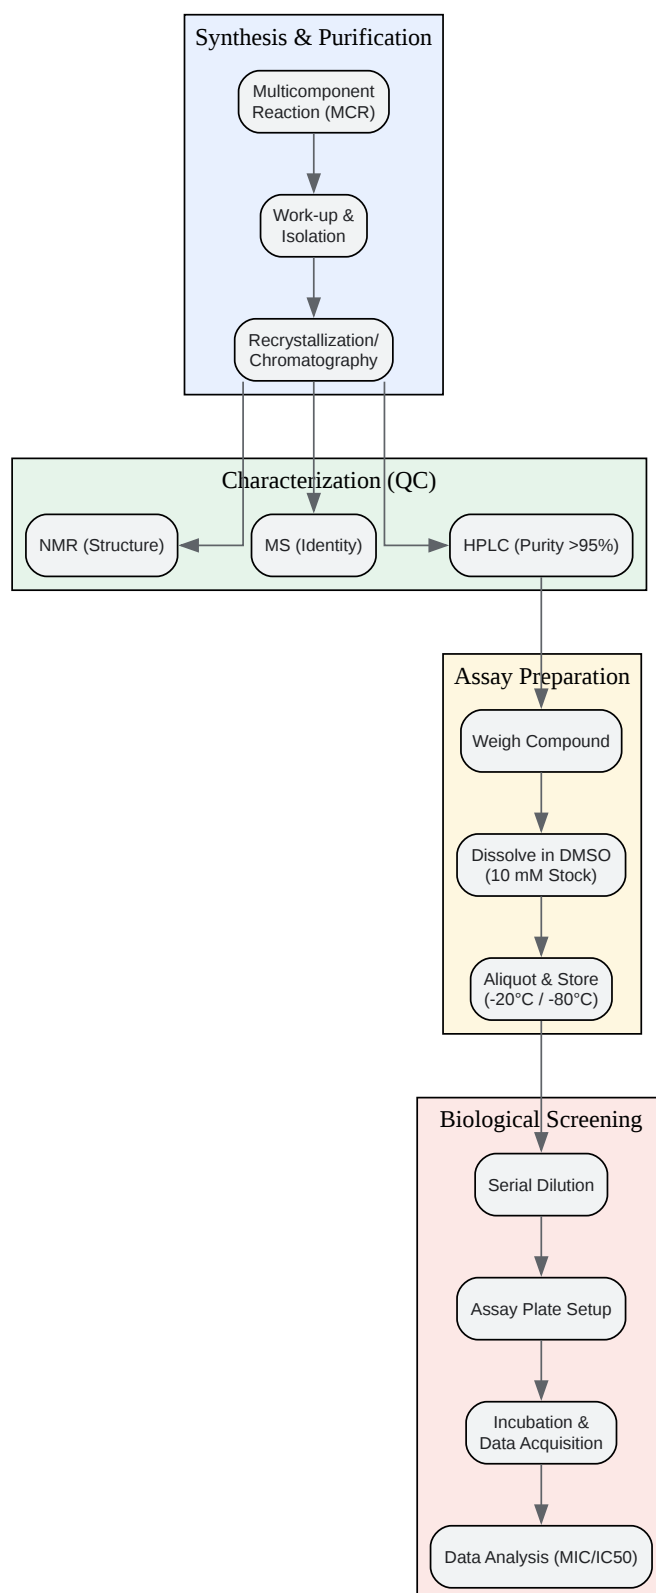 Synthesis & Purification
Multicomponent
Reaction (MCR)
Work-up &
Isolation
Recrystallization/
Chromatography
Characterization (QC)
NMR (Structure)
MS (Identity)
HPLC (Purity >95%)
Assay Preparation
Weigh Compound
Dissolve in DMSO
(10 mM Stock)
Aliquot & Store
(-20°C / -80°C)
Biological Screening
Serial Dilution
Assay Plate Setup
Incubation &
Data Acquisition
Data Analysis (MIC/IC50)